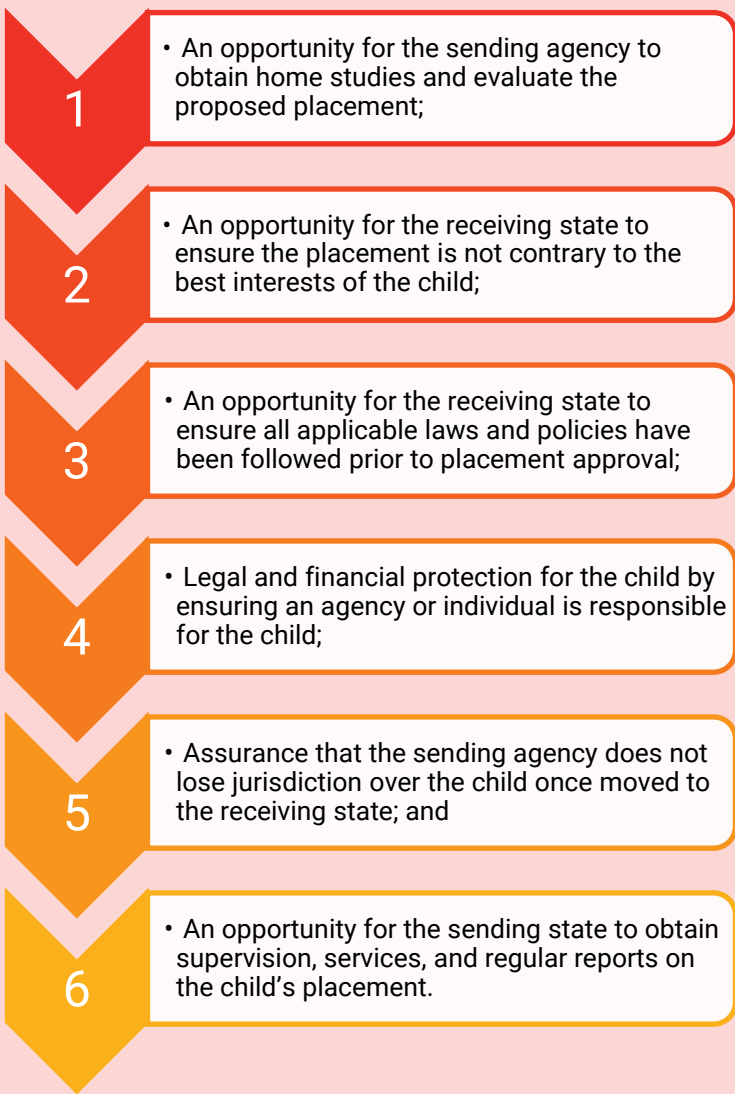 1
• An opportunity for the sending agency to
obtain home studies and evaluate the
proposed placement;
2
• An opportunity for the receiving state to
ensure the placement is not contrary to the
best interests of the child;
3
• An opportunity for the receiving state to
ensure all applicable laws and policies have
been followed prior to placement approval;
4
• Legal and financial protection for the child by
ensuring an agency or individual is responsible
for the child;
5
• Assurance that the sending agency does not
lose jurisdiction over the child once moved to
the receiving state; and
6
• An opportunity for the sending state to obtain
supervision, services, and regular reports on
the child’s placement.